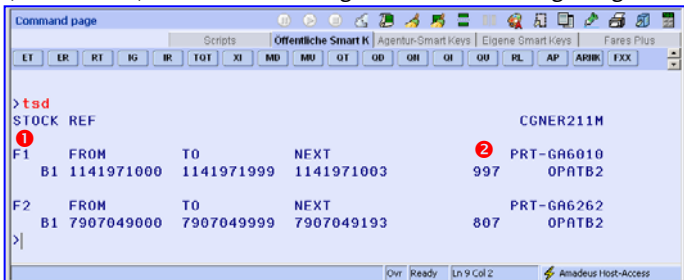 Command page
Scripts Öffentliche Smart K Agentur-Smart Keys Eigene Smart Keys Fares Plus
ET ER RT IG IR TQT XI MD MU QT QD QH QI QU RL AP ARNK FXX
>tsd
STOCK REF CGNER211M
1
F1 FROM TO NEXT 2 PRT-GA6010
B1 1141971000 1141971999 1141971003 997 OPATB2
F2 FROM TO NEXT PRT-GA6262
B1 7907049000 7907049999 7907049193 807 OPATB2
>
Ovr Ready Ln 9 Col 2 Amadeus Host-Access